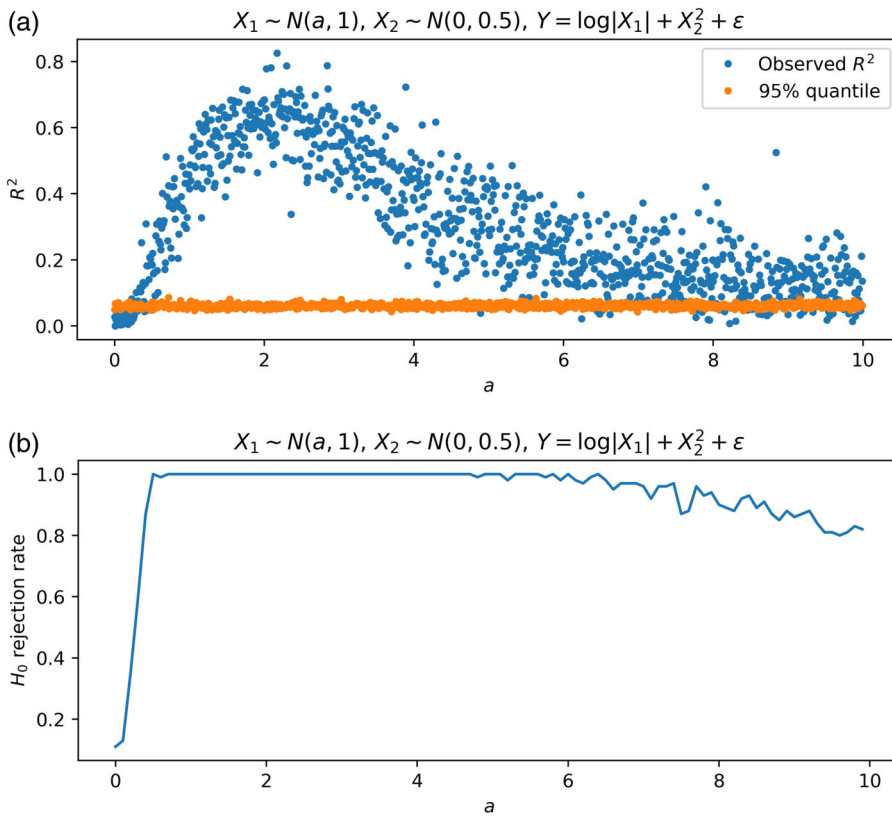 (a)
X₁ ~ N(a, 1), X₂ ~ N(0, 0.5), Y = log|X₁| + X₂² + ε
0.8
0.6
0.4
0.2
0.0
R²
Observed R²
95% quantile
0
2
4
6
8
10
a
(b)
X₁ ~ N(a, 1), X₂ ~ N(0, 0.5), Y = log|X₁| + X₂² + ε
1.0
0.8
0.6
0.4
0.2
H₀ rejection rate
0
2
4
6
8
10
a